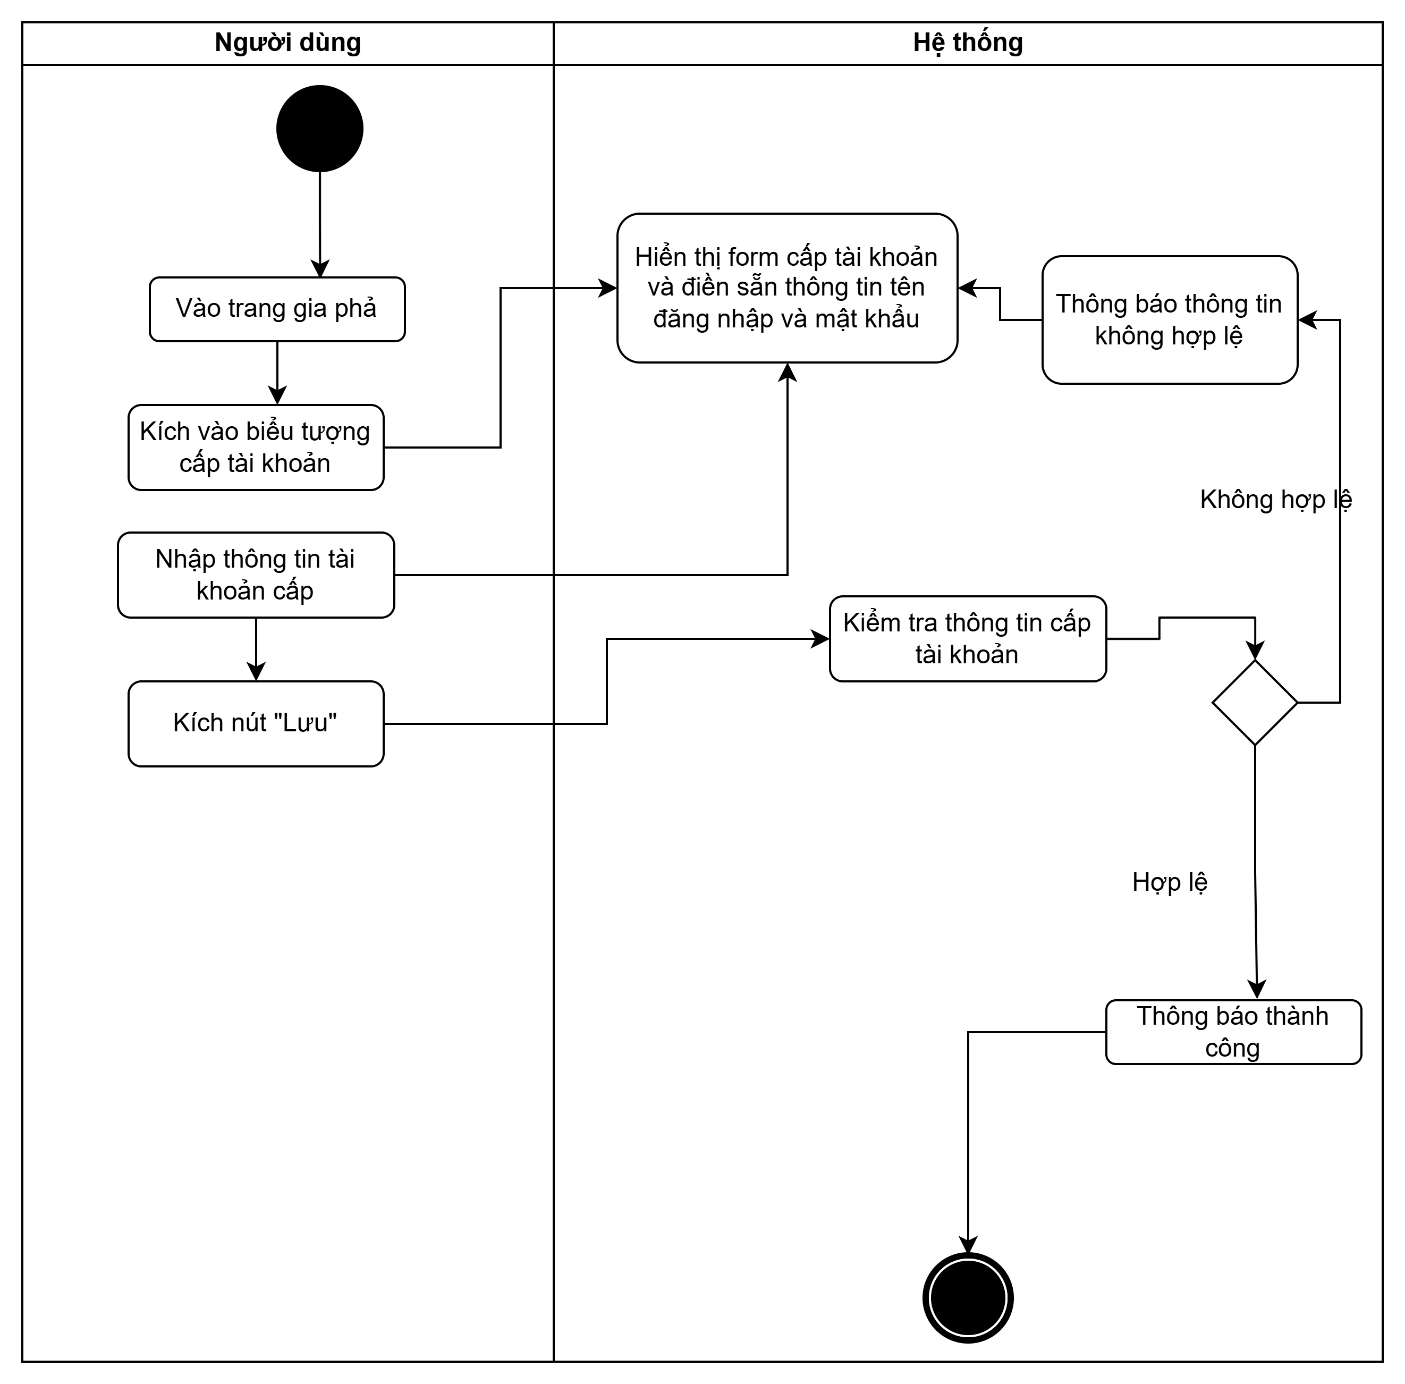 Người dùng
Hệ thống
Vào trang gia phả
Kích vào biểu tượng
cấp tài khoản
Nhập thông tin tài
khoản cấp
Kích nút "Lưu"
Hiển thị form cấp tài khoản
và điền sẵn thông tin tên
đăng nhập và mật khẩu
Thông báo thông tin
không hợp lệ
Không hợp lệ
Kiểm tra thông tin cấp
tài khoản
Hợp lệ
Thông báo thành
công